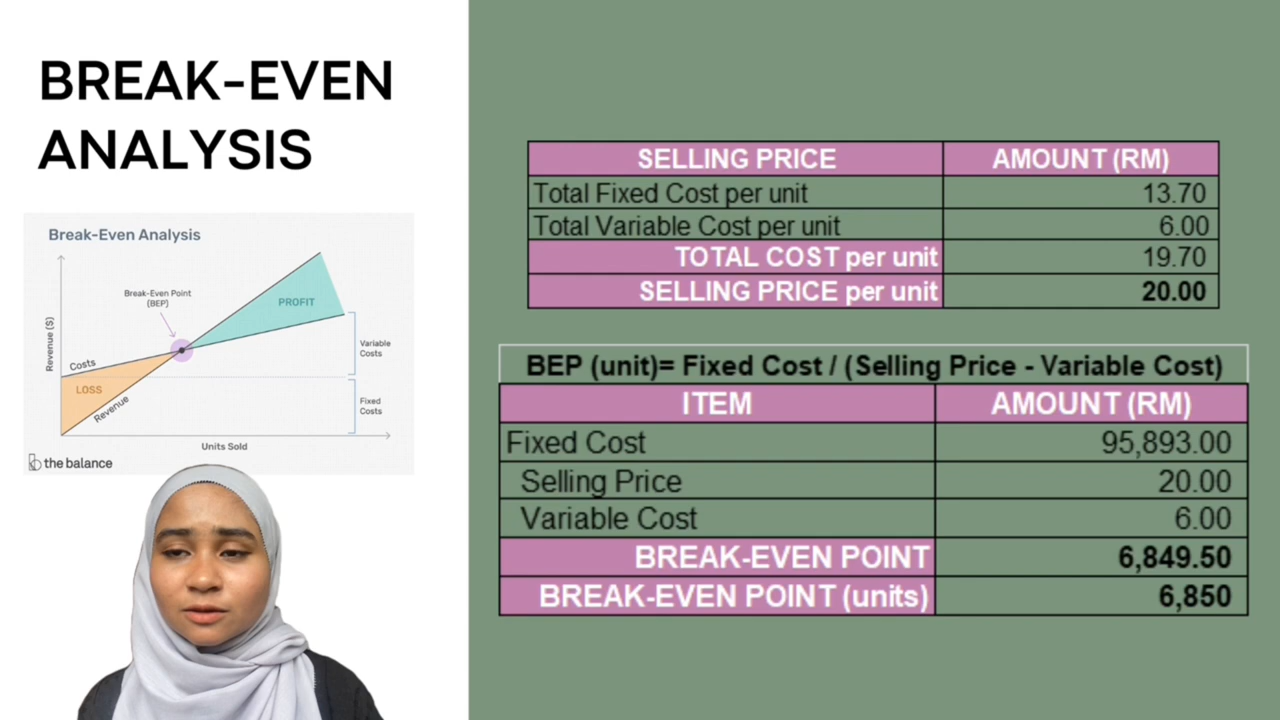 BREAK-EVEN
ANALYSIS
Break-Even Analysis
Break-Even Point
(BEP)
PROFIT
Revenue ($)
Costs
LOSS
Revenue
Variable
Costs
Fixed
Costs
Units Sold
the balance
SELLING PRICE AMOUNT (RM)
Total Fixed Cost per unit 13.70
Total Variable Cost per unit 6.00
TOTAL COST per unit 19.70
SELLING PRICE per unit 20.00
BEP (unit)= Fixed Cost / (Selling Price - Variable Cost)
ITEM AMOUNT (RM)
Fixed Cost 95,893.00
Selling Price 20.00
Variable Cost 6.00
BREAK-EVEN POINT 6,849.50
BREAK-EVEN POINT (units) 6,850